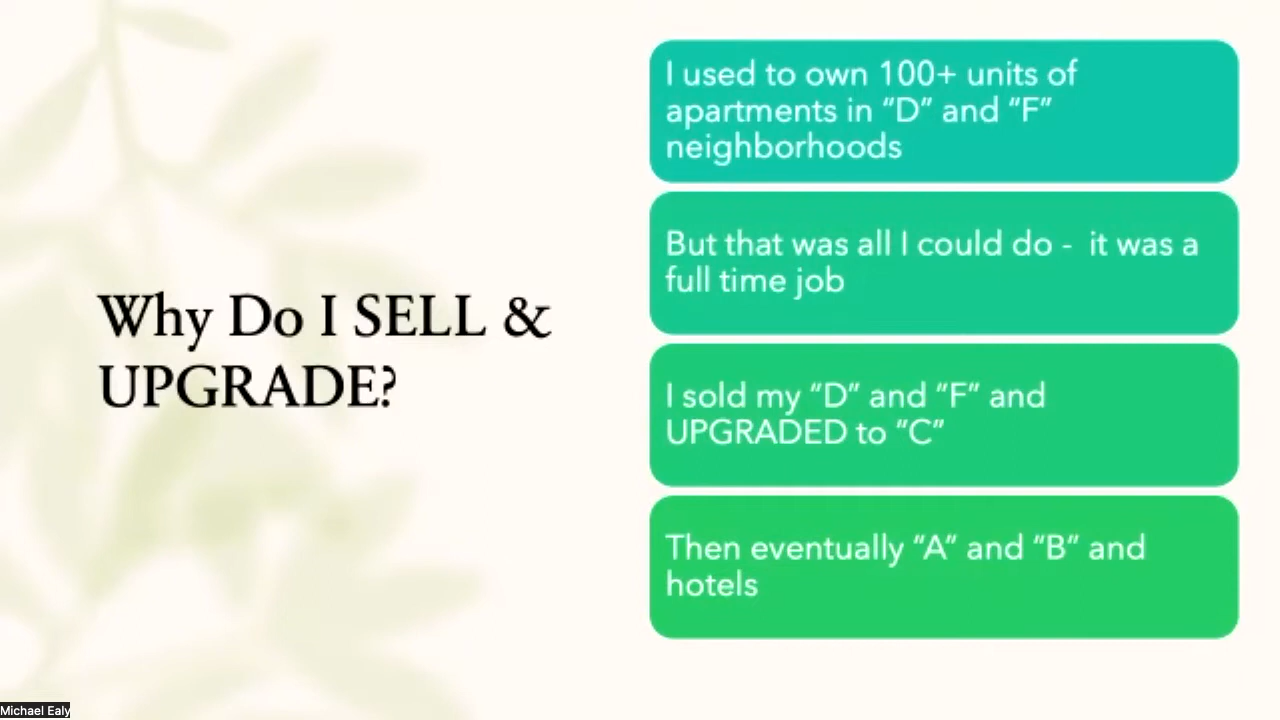 Why Do I SELL &
UPGRADE?
I used to own 100+ units of
apartments in “D” and “F”
neighborhoods
But that was all I could do -  it was a
full time job
I sold my “D” and “F” and
UPGRADED to “C”
Then eventually “A” and “B” and
hotels
Michael Ealy